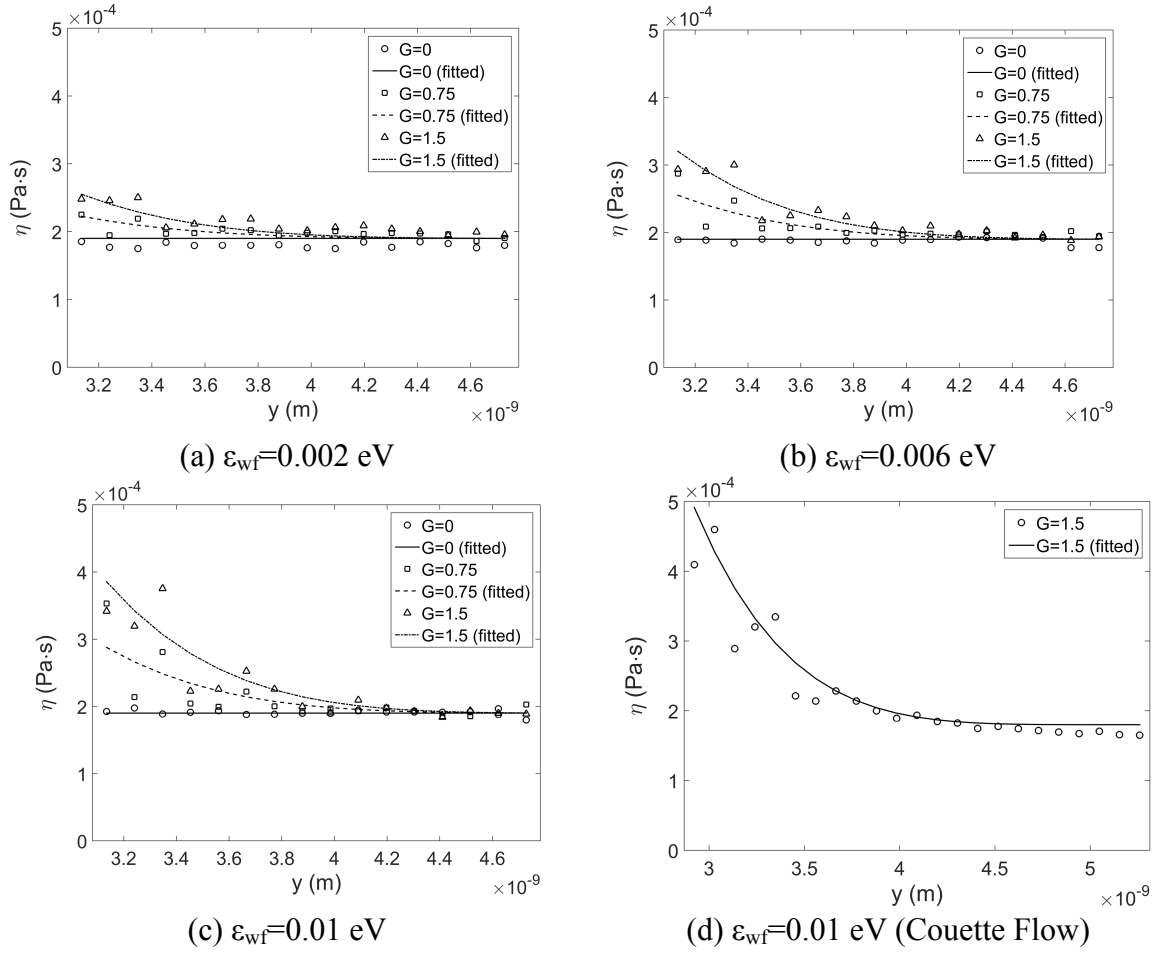 ×10⁻⁴
5
4
3
2
1
0
η (Pa·s)
G=0
G=0 (fitted)
G=0.75
G=0.75 (fitted)
G=1.5
G=1.5 (fitted)
3.2 3.4 3.6 3.8 4 4.2 4.4 4.6
y (m)
×10⁻⁹
(a) εwf=0.002 eV
×10⁻⁴
5
4
3
2
1
0
η (Pa·s)
G=0
G=0 (fitted)
G=0.75
G=0.75 (fitted)
G=1.5
G=1.5 (fitted)
3.2 3.4 3.6 3.8 4 4.2 4.4 4.6
y (m)
×10⁻⁹
(b) εwf=0.006 eV
×10⁻⁴
5
4
3
2
1
0
η (Pa·s)
G=0
G=0 (fitted)
G=0.75
G=0.75 (fitted)
G=1.5
G=1.5 (fitted)
3.2 3.4 3.6 3.8 4 4.2 4.4 4.6
y (m)
×10⁻⁹
(c) εwf=0.01 eV
×10⁻⁴
5
4
3
2
1
0
η (Pa·s)
G=1.5
G=1.5 (fitted)
3 3.5 4 4.5 5
y (m)
×10⁻⁹
(d) εwf=0.01 eV (Couette Flow)